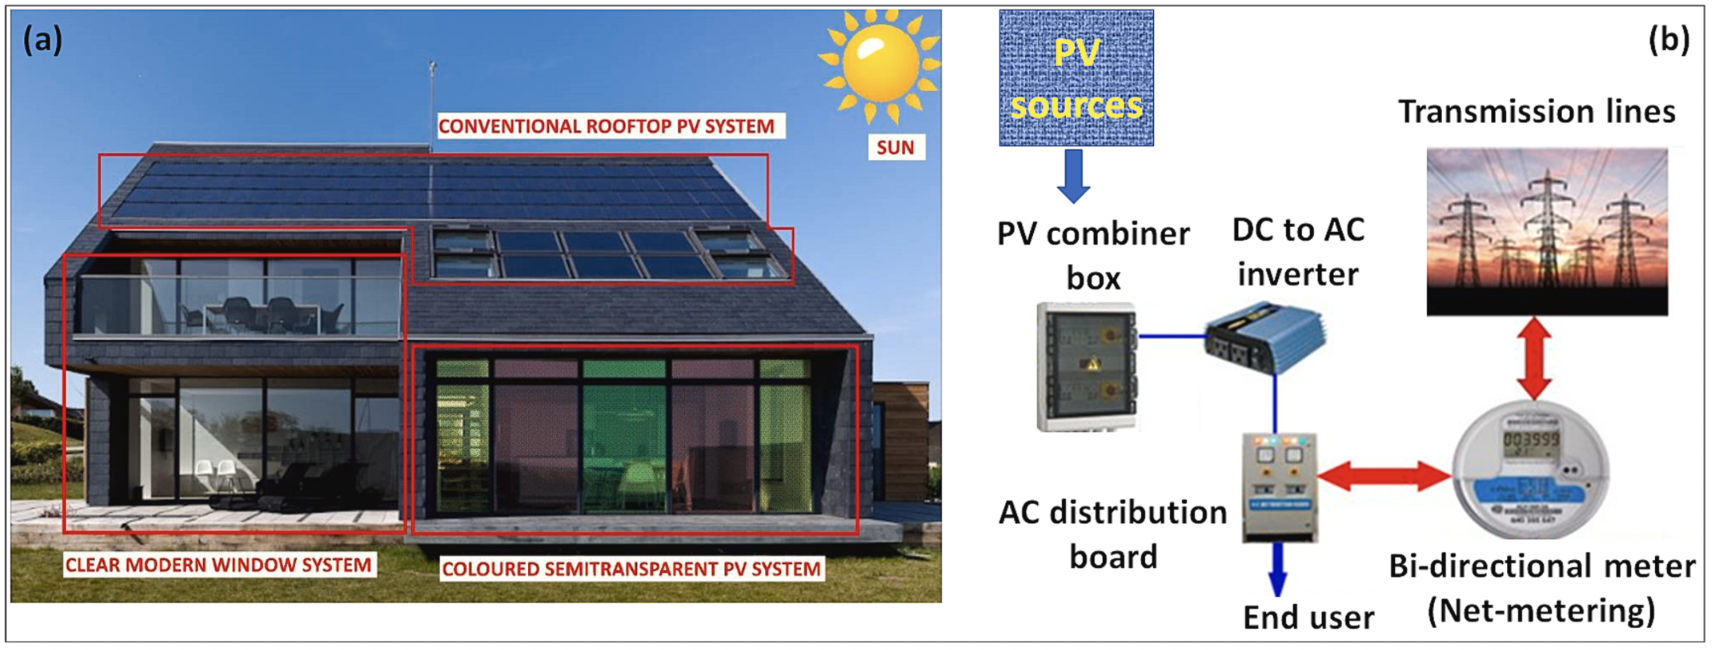 (a)
CONVENTIONAL ROOFTOP PV SYSTEM
SUN
CLEAR MODERN WINDOW SYSTEM
COLOURED SEMITRANSPARENT PV SYSTEM
(b)
PV
sources
Transmission lines
PV combiner
box
DC to AC
inverter
003999
AC distribution
board
Bi-directional meter
(Net-metering)
End user